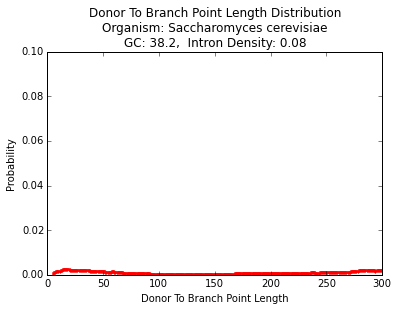 Donor To Branch Point Length Distribution
Organism: Saccharomyces cerevisiae
GC: 38.2,  Intron Density: 0.08
0.10
0.08
0.06
0.04
0.02
0.00
Probability
0 50 100 150 200 250 300
Donor To Branch Point Length